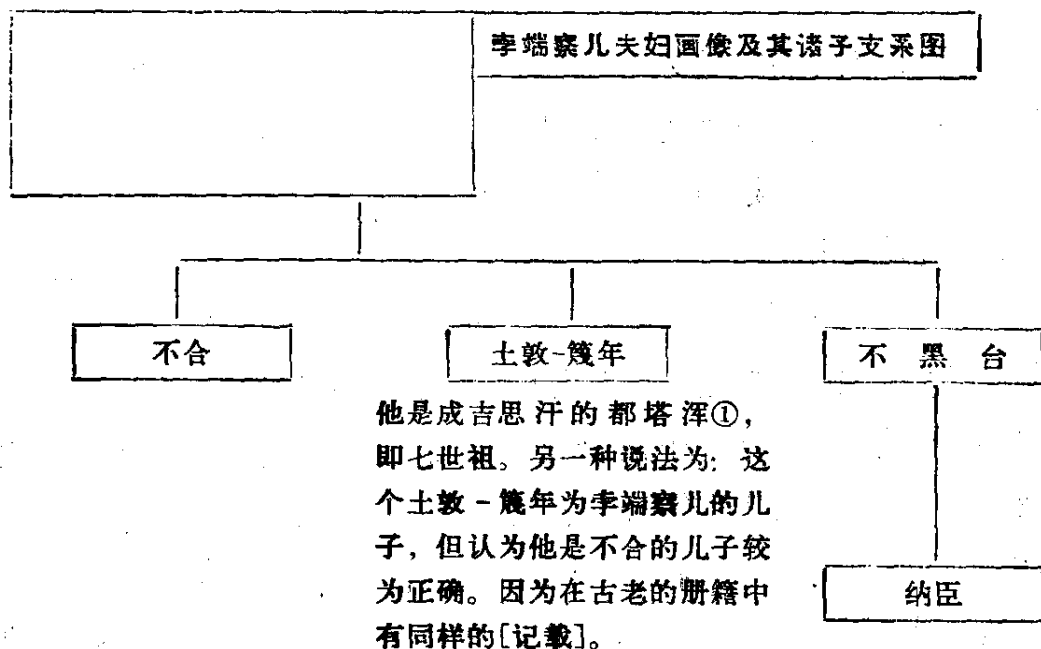 孛端察儿夫妇画像及其诸子支系图
不合
土敦-篾年
不黑台
他是成吉思汗的都塔浑①,
即七世祖。另一种说法为:这
个土敦-篾年为孛端察儿的儿
子,但认为他是不合的儿子较
为正确。因为在古老的册籍中
有同样的[记载]。
纳臣